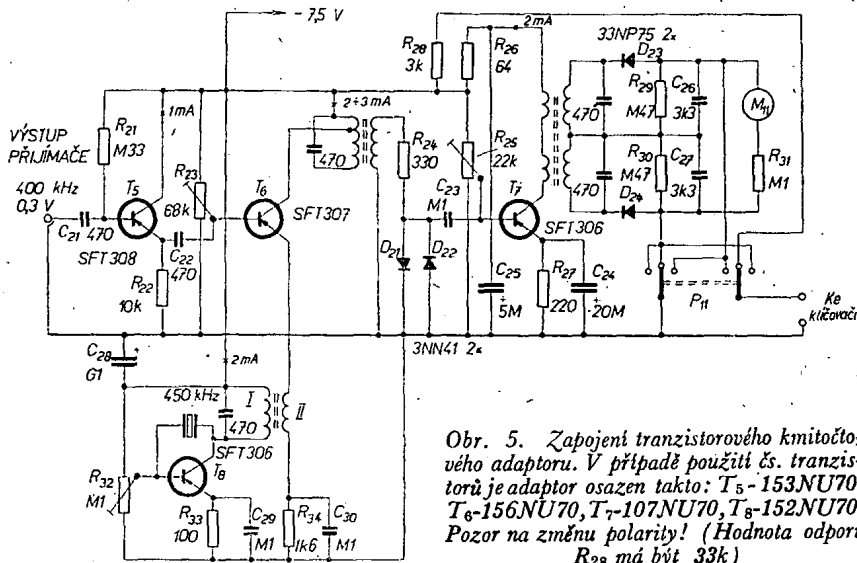 - 7,5 V
2mA
33NP75 2x
D23
R28
3k
R26
64
R29
M47
C26
3k3
M11
1mA
2÷3mA
R21
M33
VÝSTUP
PŘIJÍMAČE
400 kHz
0,3 V
C21 470
T5
SFT308
R22
10k
C22
470
R23
68k
T6
SFT307
470
R24
330
C23
M1
R25
22k
T7
SFT306
470
470
R30
M47
C27
3k3
R31
M1
D24
D21
D22
C25
+
5M
R27
220
C24
+
20M
P11
Ke
klíčovači
3NN41 2x
C28
+
G1
2mA
450 kHz
I
II
470
SFT306
T8
R32
M1
R33
100
C29
M1
R34
1k6
C30
M1
Obr. 5. Zapojení tranzistorového kmitočto-
vého adaptoru. V případě použití čs. tranzis-
torů je adaptor osazen takto: T5-153NU70,
T6-156NU70, T7-107NU70, T8-152NU70.
Pozor na změnu polarity! (Hodnota odporu
R28 má být 33k)